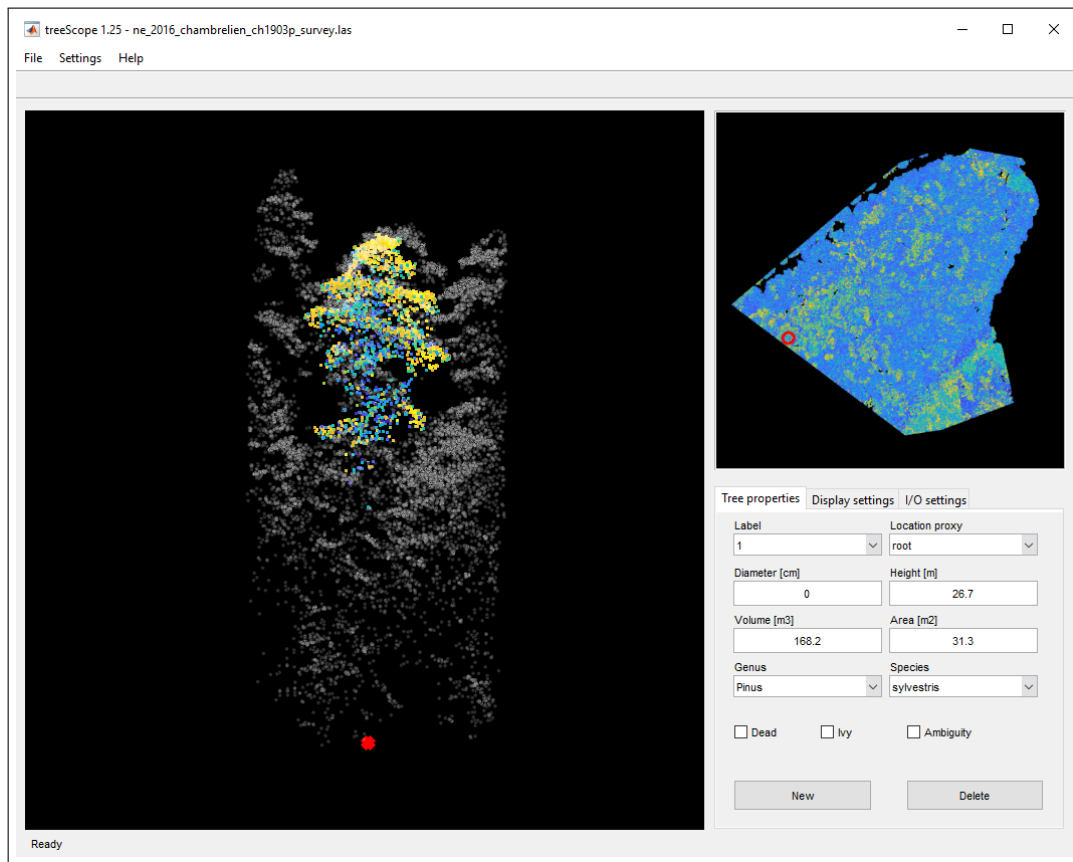 treeScope 1.25 - ne_2016_chambrelien_ch1903p_survey.las
File Settings Help
Tree properties Display settings I/O settings
Label Location proxy
1 root
Diameter [cm] Height [m]
0 26.7
Volume [m3] Area [m2]
168.2 31.3
Genus Species
Pinus sylvestris
Dead Ivy Ambiguity
New Delete
Ready